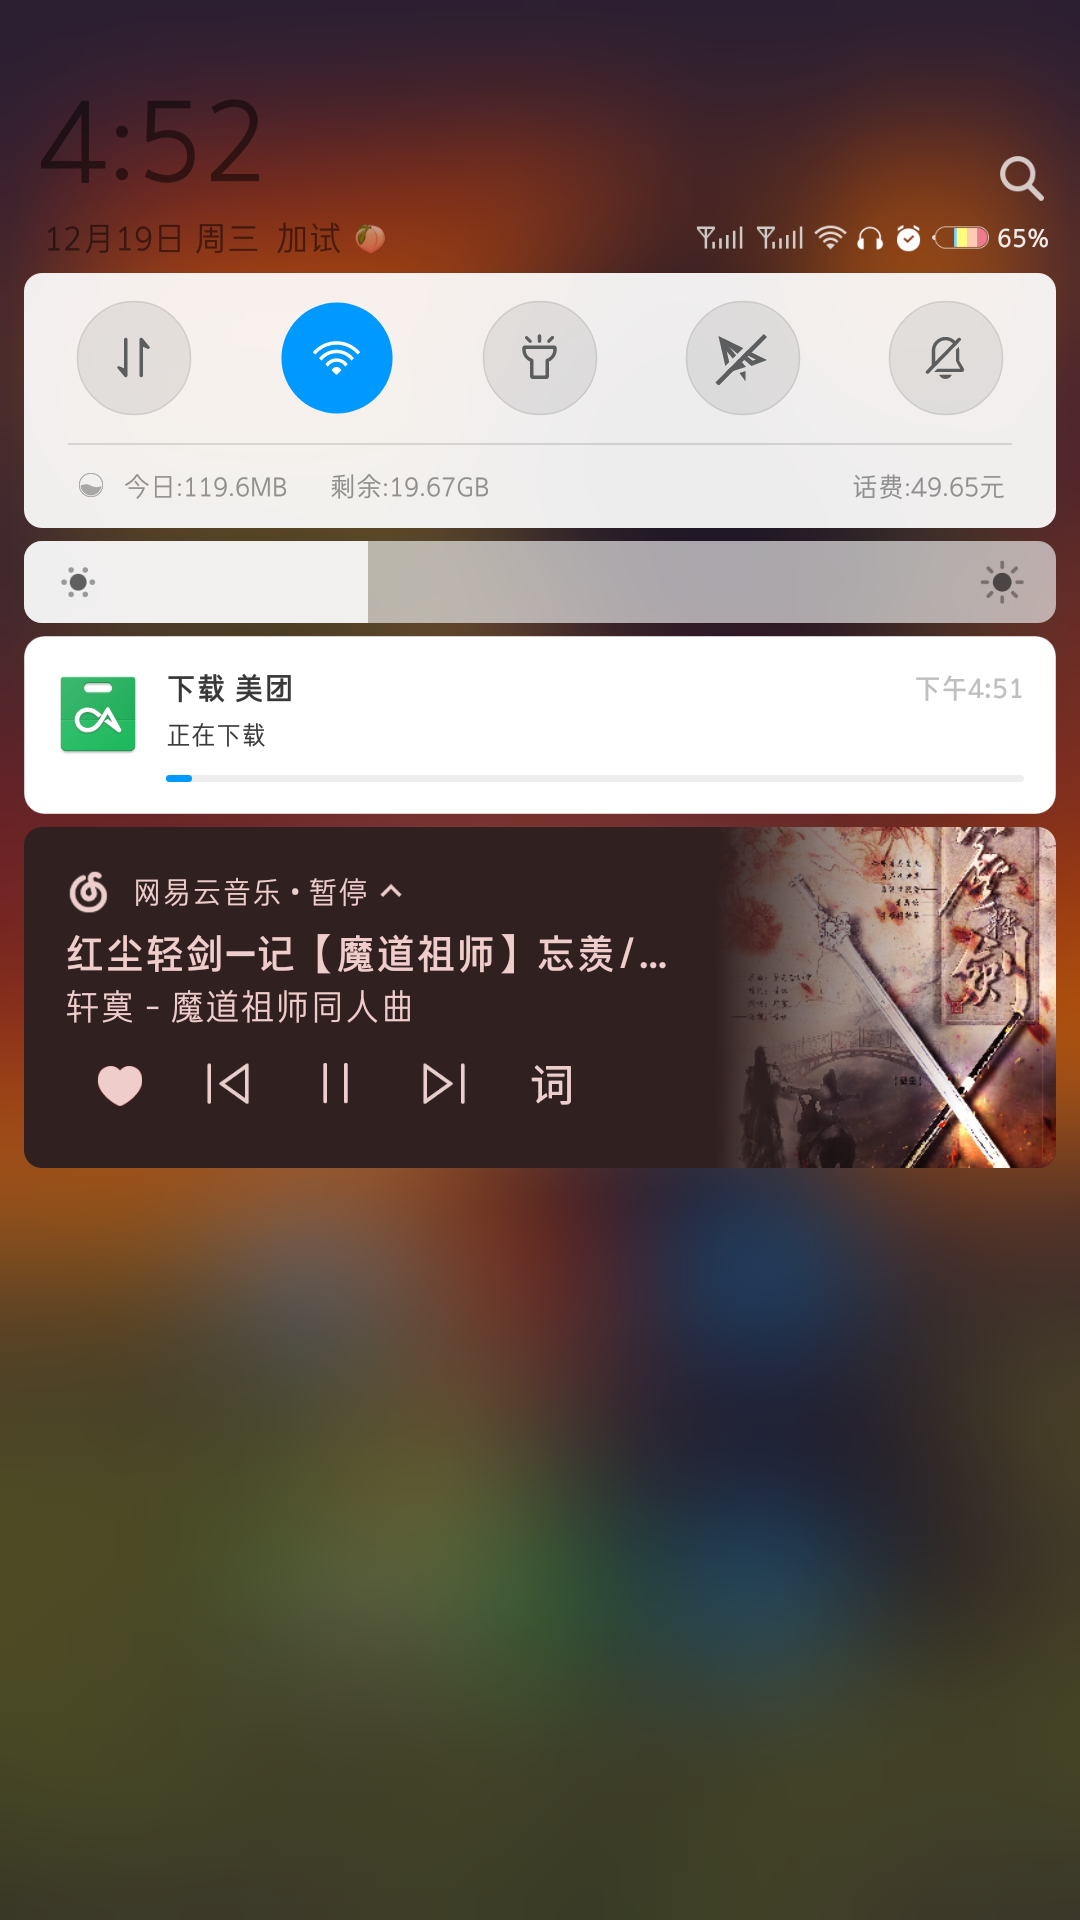 4:52
12月19日 周三 加试 🍑
65%
今日:119.6MB 剩余:19.67GB 话费:49.65元
下载 美团
下午4:51
正在下载
网易云音乐 • 暂停
红尘轻剑—记【魔道祖师】忘羡/...
轩寞 - 魔道祖师同人曲
词